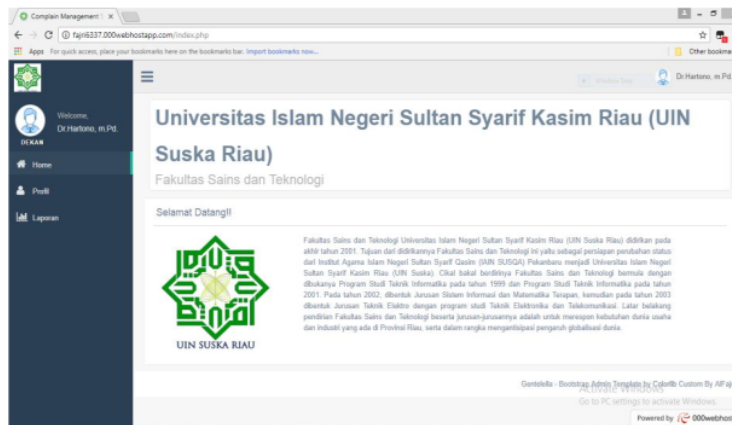 Complain Management S
fajri6337.000webhostapp.com/index.php
Apps For quick access, place your bookmarks here on the bookmarks bar. Import bookmarks now...
Other bookma
Dr.Hartono, m.Pd.
Welcome,
Dr.Hartono, m.Pd.
DEKAN
Home
Profil
Laporan
Universitas Islam Negeri Sultan Syarif Kasim Riau (UIN
Suska Riau)
Fakultas Sains dan Teknologi
Selamat Datang!!
UIN SUSKA RIAU
Fakultas Sains dan Teknologi Universitas Islam Negeri Sultan Syarif Kasim Riau (UIN Suska Riau) didirikan pada
akhir tahun 2001. Tujuan dari didirikannya Fakultas Sains dan Teknologi ini yaitu sebagai persiapan perubahan status
dari Institut Agama Islam Negeri Sultan Syarif Qasim (IAIN SUSQA) Pekanbaru menjadi Universitas Islam Negeri
Sultan Syarif Kasim Riau (UIN Suska). Cikal bakal berdirinya Fakultas Sains dan Teknologi bermula dengan
dibukanya Program Studi Teknik Informatika pada tahun 1999 dan Program Studi Teknik Informatika pada tahun
2001. Pada tahun 2002, dibentuk Jurusan Sistem Informasi dan Matematika Terapan, kemudian pada tahun 2003
dibentuk Jurusan Teknik Elektro dengan program studi Teknik Elektronika dan Telekomunikasi. Latar belakang
pendirian Fakultas Sains dan Teknologi beserta jurusan-jurusannya adalah untuk merespon kebutuhan dunia usaha
dan industri yang ada di Provinsi Riau, serta dalam rangka mengantisipasi pengaruh globalisasi dunia.
Gentelella - Bootstrap Admin Template by Colorlib Custom By AlFaj
Activate Windows
Go to PC settings to activate Windows.
Powered by 000webhost